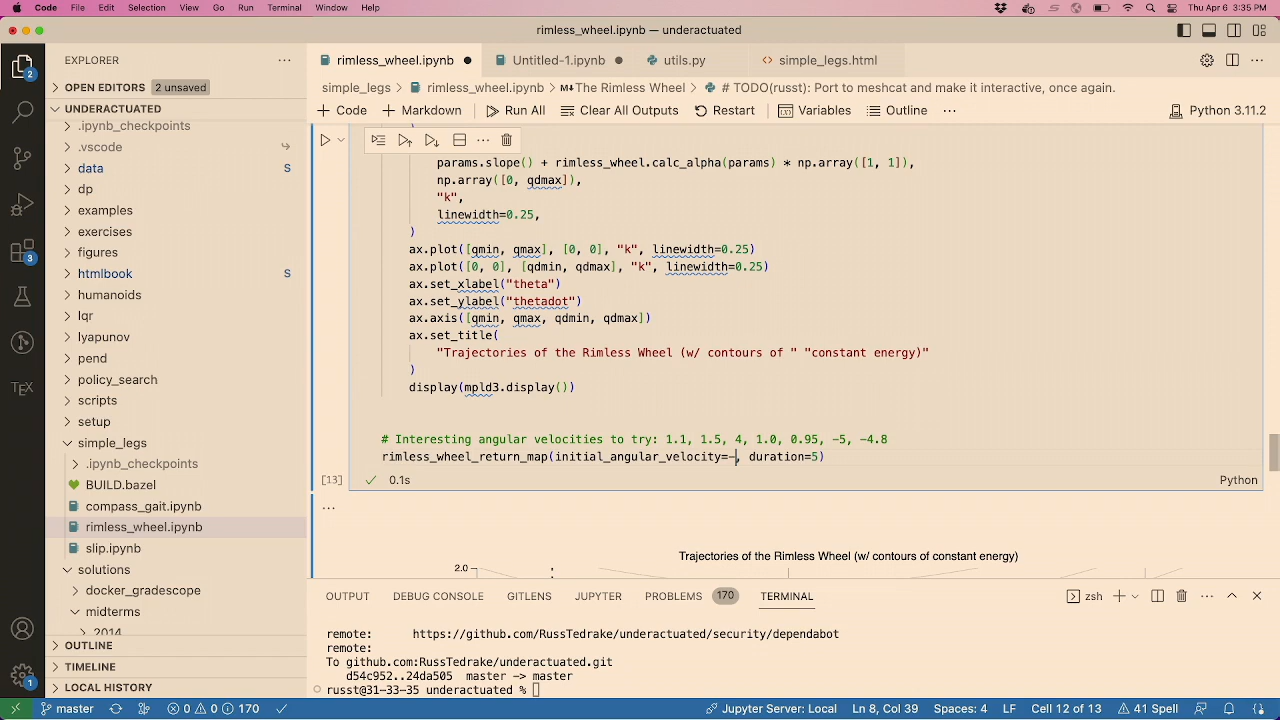 Code File Edit Selection View Go Run Terminal Window Help Thu Apr 6 3:35 PM
rimless_wheel.ipynb — underactuated
EXPLORER
rimless_wheel.ipynb Untitled-1.ipynb utils.py simple_legs.html
simple_legs > rimless_wheel.ipynb > The Rimless Wheel > # TODO(russt): Port to meshcat and make it interactive, once again.
+ Code + Markdown Run All Clear All Outputs Restart Variables Outline ... Python 3.11.2
OPEN EDITORS 2 unsaved
UNDERACTUATED
.ipynb_checkpoints
.vscode
data S
dp
examples
exercises
figures
htmlbook S
humanoids
lqr
lyapunov
pend
policy_search
scripts
setup
simple_legs
.ipynb_checkpoints
BUILD.bazel
compass_gait.ipynb
rimless_wheel.ipynb
slip.ipynb
solutions
docker_gradescope
midterms
2014
OUTLINE
TIMELINE
LOCAL HISTORY
2
3
TEX
1
)
params.slope() + rimless_wheel.calc_alpha(params) * np.array([1, 1]),
np.array([0, qdmax]),
"k",
linewidth=0.25,
)
ax.plot([qmin, qmax], [0, 0], "k", linewidth=0.25)
ax.plot([0, 0], [qdmin, qdmax], "k", linewidth=0.25)
ax.set_xlabel("theta")
ax.set_ylabel("thetadot")
ax.axis([qmin, qmax, qdmin, qdmax])
ax.set_title(
"Trajectories of the Rimless Wheel (w/ contours of " "constant energy)"
)
display(mpld3.display())
# Interesting angular velocities to try: 1.1, 1.5, 4, 1.0, 0.95, -5, -4.8
rimless_wheel_return_map(initial_angular_velocity=-, duration=5)
[13] 0.1s Python
...
Trajectories of the Rimless Wheel (w/ contours of constant energy)
2.0
OUTPUT DEBUG CONSOLE GITLENS JUPYTER PROBLEMS 170 TERMINAL zsh
remote: https://github.com/RussTedrake/underactuated/security/dependabot
remote:
To github.com:RussTedrake/underactuated.git
d54c952..24da505 master -> master
russt@31-33-35 underactuated %
master 0 0 170 Jupyter Server: Local Ln 8, Col 39 Spaces: 4 LF Cell 12 of 13 41 Spell